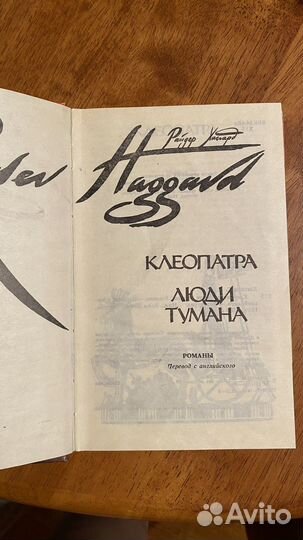 Райдер Хаггард
Haggard
КЛЕОПАТРА
ЛЮДИ
ТУМАНА
РОМАНЫ
Перевод с английского
Avito